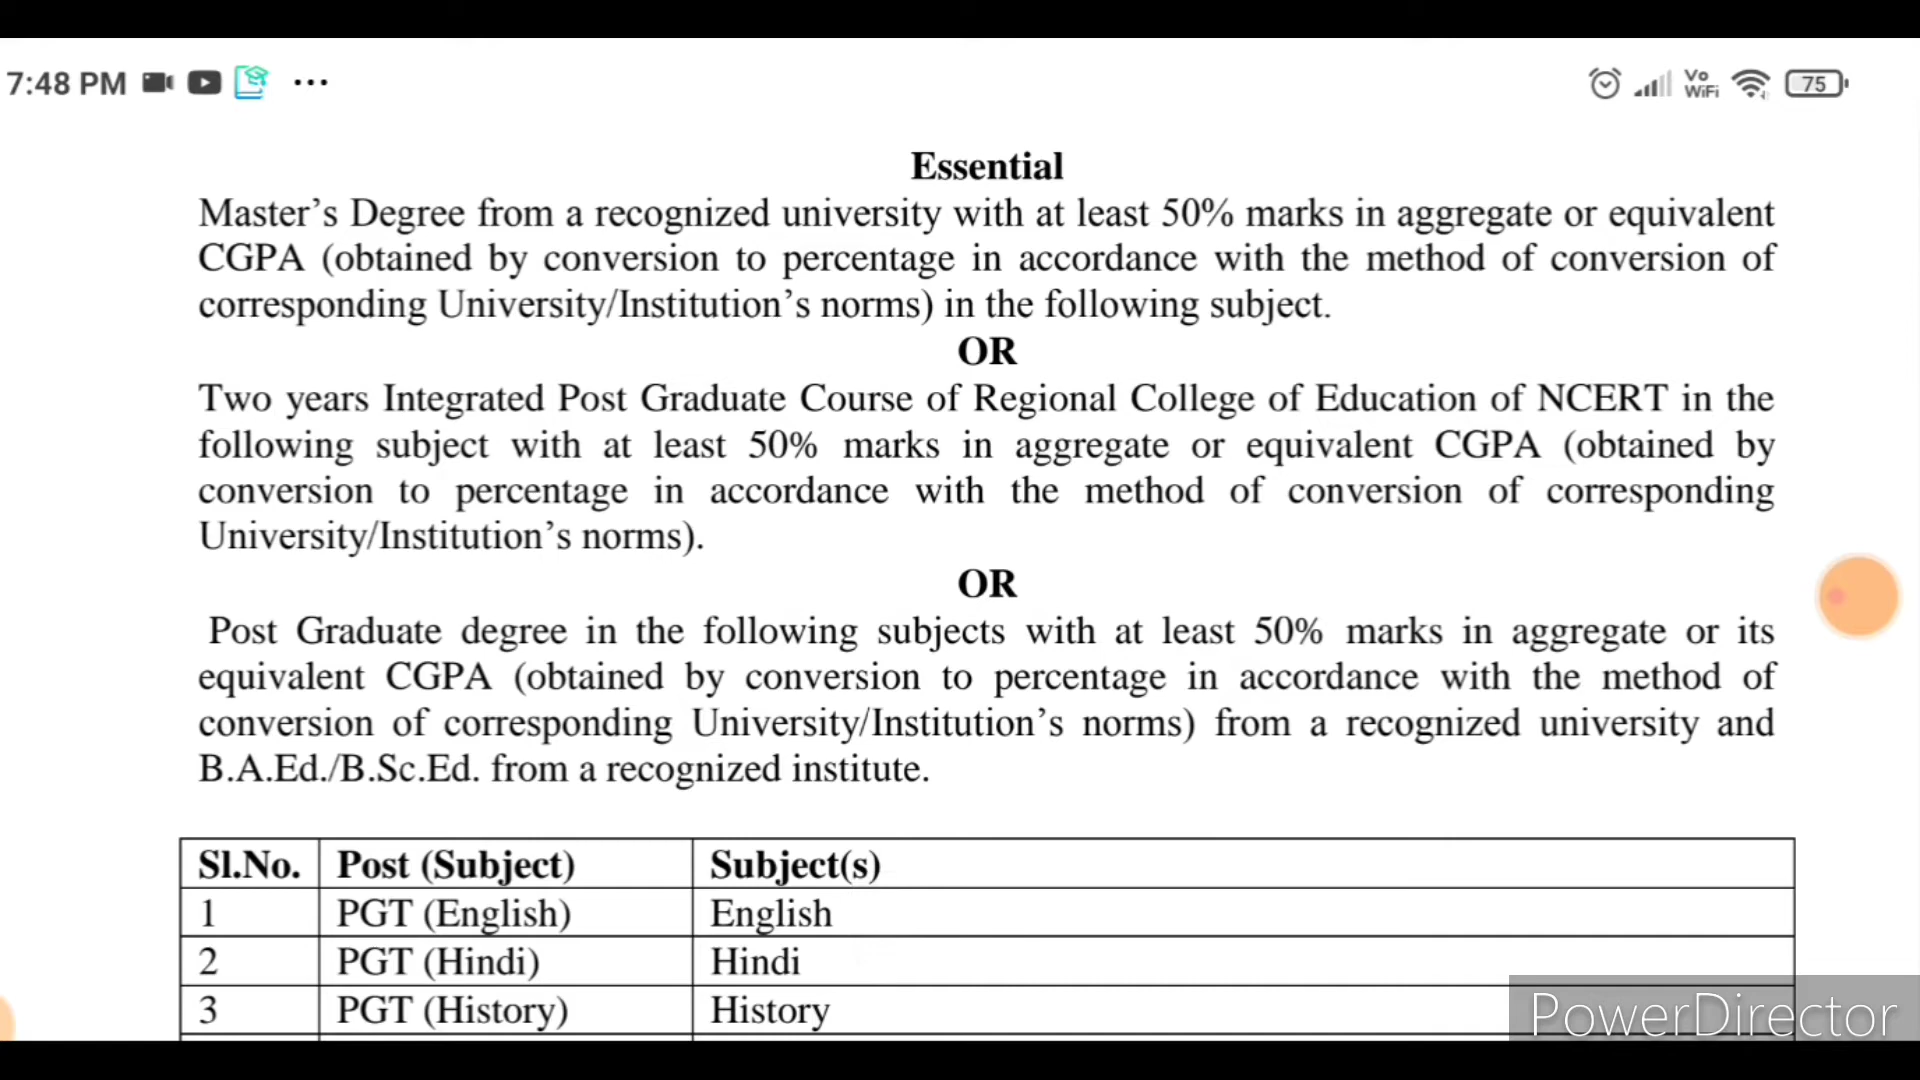 7:48 PM ...
Vo
WiFi
75
Essential
Master’s Degree from a recognized university with at least 50% marks in aggregate or equivalent
CGPA (obtained by conversion to percentage in accordance with the method of conversion of
corresponding University/Institution’s norms) in the following subject.
OR
Two years Integrated Post Graduate Course of Regional College of Education of NCERT in the
following subject with at least 50% marks in aggregate or equivalent CGPA (obtained by
conversion to percentage in accordance with the method of conversion of corresponding
University/Institution’s norms).
OR
Post Graduate degree in the following subjects with at least 50% marks in aggregate or its
equivalent CGPA (obtained by conversion to percentage in accordance with the method of
conversion of corresponding University/Institution’s norms) from a recognized university and
B.A.Ed./B.Sc.Ed. from a recognized institute.
Sl.No. Post (Subject) Subject(s)
1 PGT (English) English
2 PGT (Hindi) Hindi
3 PGT (History) History
PowerDirector